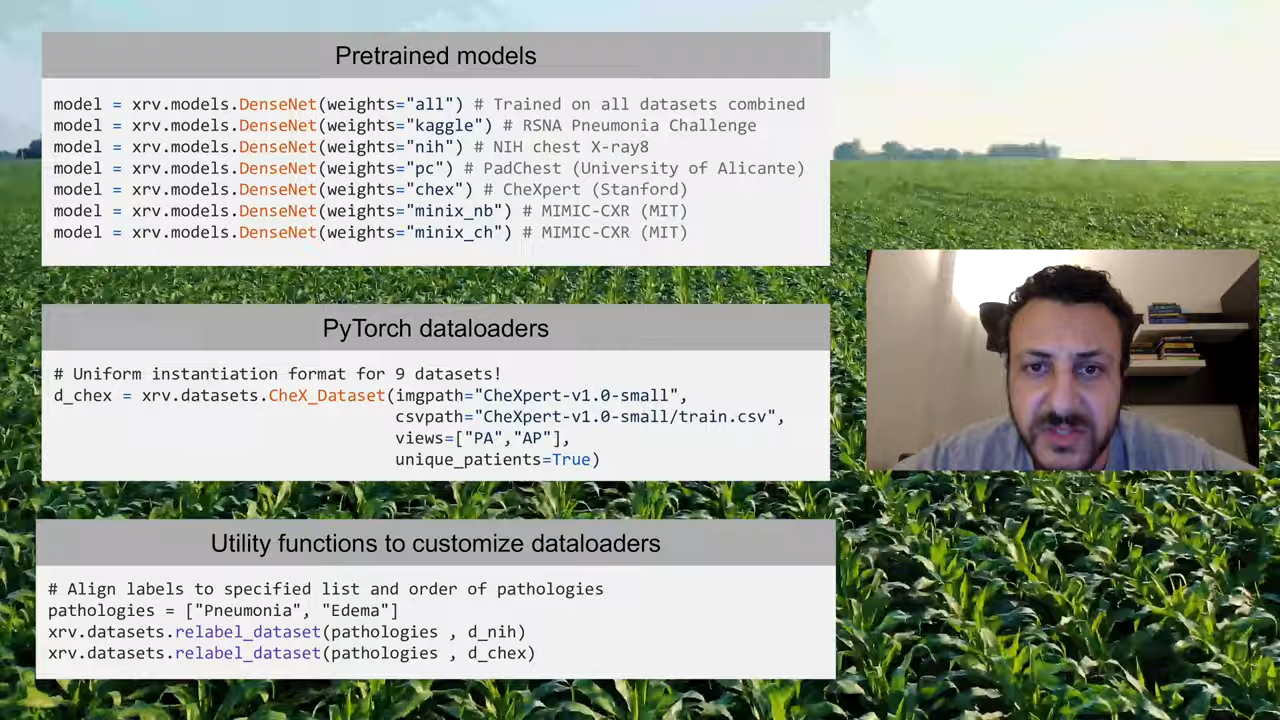 Pretrained models
model = xrv.models.DenseNet(weights="all") # Trained on all datasets combined
model = xrv.models.DenseNet(weights="kaggle") # RSNA Pneumonia Challenge
model = xrv.models.DenseNet(weights="nih") # NIH chest X-ray8
model = xrv.models.DenseNet(weights="pc") # PadChest (University of Alicante)
model = xrv.models.DenseNet(weights="chex") # CheXpert (Stanford)
model = xrv.models.DenseNet(weights="minix_nb") # MIMIC-CXR (MIT)
model = xrv.models.DenseNet(weights="minix_ch") # MIMIC-CXR (MIT)
PyTorch dataloaders
# Uniform instantiation format for 9 datasets!
d_chex = xrv.datasets.CheX_Dataset(imgpath="CheXpert-v1.0-small",
csvpath="CheXpert-v1.0-small/train.csv",
views=["PA","AP"],
unique_patients=True)
Utility functions to customize dataloaders
# Align labels to specified list and order of pathologies
pathologies = ["Pneumonia", "Edema"]
xrv.datasets.relabel_dataset(pathologies , d_nih)
xrv.datasets.relabel_dataset(pathologies , d_chex)